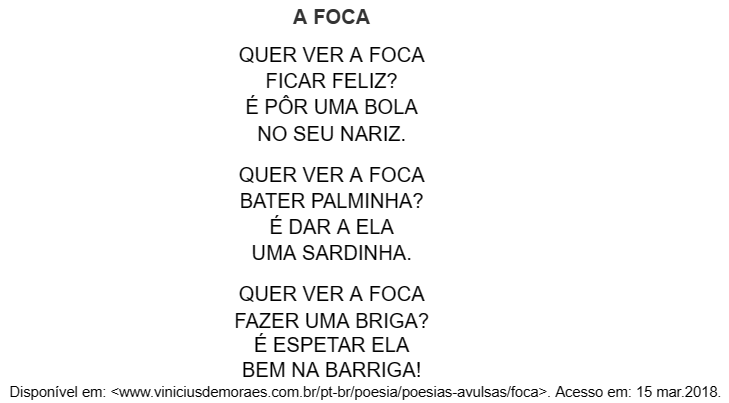 A FOCA
QUER VER A FOCA
FICAR FELIZ?
É PÔR UMA BOLA
NO SEU NARIZ.
QUER VER A FOCA
BATER PALMINHA?
É DAR A ELA
UMA SARDINHA.
QUER VER A FOCA
FAZER UMA BRIGA?
É ESPETAR ELA
BEM NA BARRIGA!
Disponível em: <www.viniciusdemoraes.com.br/pt-br/poesia/poesias-avulsas/foca>. Acesso em: 15 mar.2018.